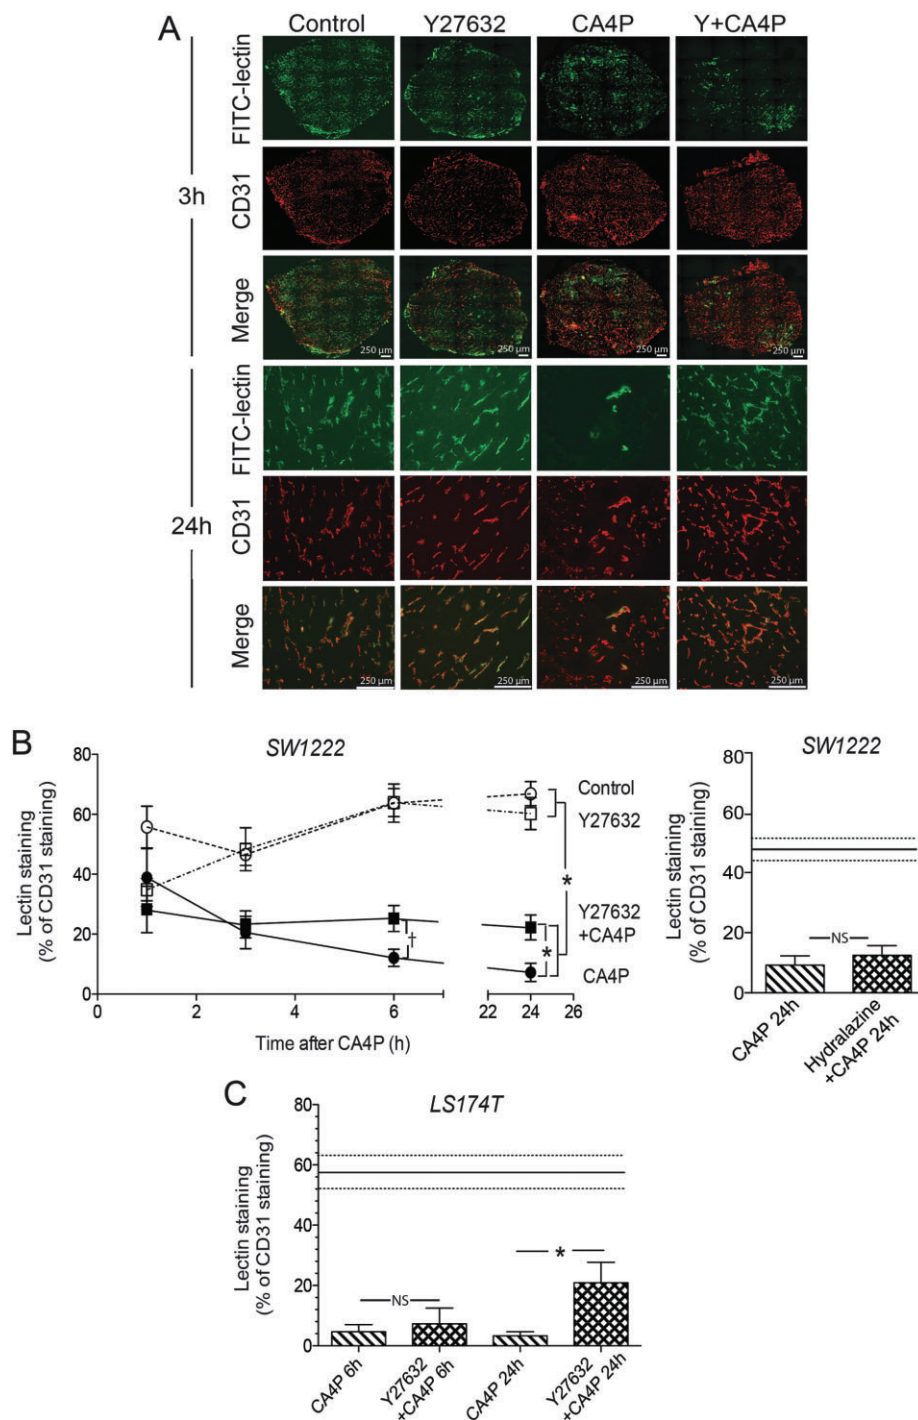 A
Control Y27632 CA4P Y+CA4P
3h
FITC-lectin
CD31
Merge
250 µm 250 µm 250 µm 250 µm
24h
FITC-lectin
CD31
Merge
250 µm 250 µm 250 µm 250 µm
B
SW1222
Lectin staining
(% of CD31 staining)
80
60
40
20
0
0 2 4 6 22 24 26
Time after CA4P (h)
Control
Y27632
*
Y27632
+CA4P
*
†
CA4P
SW1222
Lectin staining
(% of CD31 staining)
80
60
40
20
0
NS
CA4P 24h
Hydralazine
+CA4P 24h
C
LS174T
Lectin staining
(% of CD31 staining)
80
60
40
20
0
NS
*
CA4P 6h
Y27632
+CA4P 6h
CA4P 24h
Y27632
+CA4P 24h